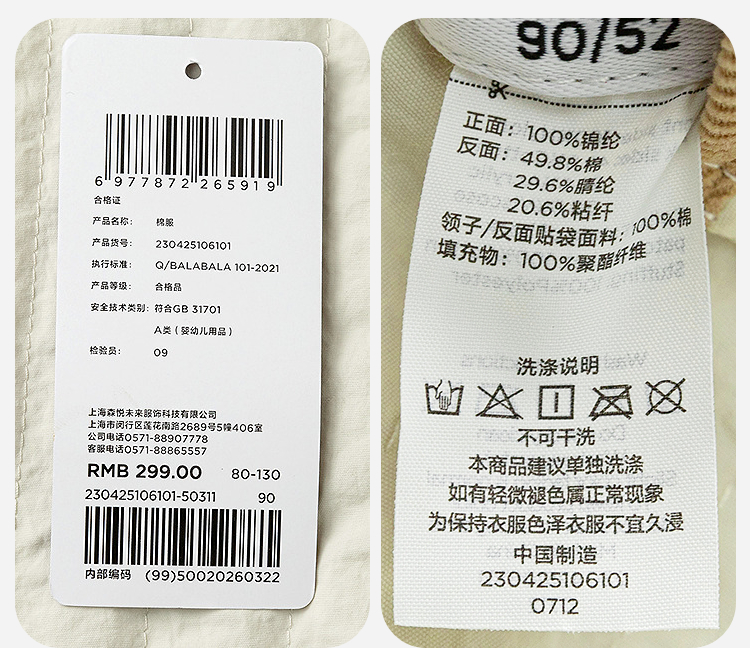 6 977872 265919
合格证
产品名称: 棉服
产品货号: 230425106101
执行标准: Q/BALABALA 101-2021
产品等级: 合格品
安全技术类别: 符合GB 31701
A类 (婴幼儿用品)
检验员: 09
上海森悦未来服饰科技有限公司
上海市闵行区莲花南路2689号5幢406室
公司电话0571-88907778
客服电话0571-88865557
RMB 299.00 80-130
230425106101-50311 90
内部编码 (99)50020260322
90/52
正面: 100%锦纶
反面: 49.8%棉
29.6%腈纶
20.6%粘纤
领子/反面贴袋面料: 100%棉
填充物: 100%聚酯纤维
洗涤说明
不可干洗
本商品建议单独洗涤
如有轻微褪色属正常现象
为保持衣服色泽衣服不宜久浸
中国制造
230425106101
0712